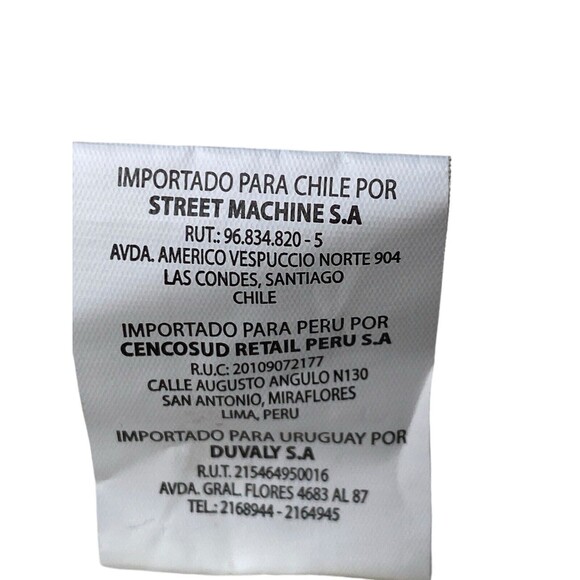 IMPORTADO PARA CHILE POR
STREET MACHINE S.A
RUT.: 96.834.820 - 5
AVDA. AMERICO VESPUCCIO NORTE 904
LAS CONDES, SANTIAGO
CHILE
IMPORTADO PARA PERU POR
CENCOSUD RETAIL PERU S.A
R.U.C: 20109072177
CALLE AUGUSTO ANGULO N130
SAN ANTONIO, MIRAFLORES
LIMA, PERU
IMPORTADO PARA URUGUAY POR
DUVALY S.A
R.U.T. 215464950016
AVDA. GRAL. FLORES 4683 AL 87
TEL.: 2168944 - 2164945